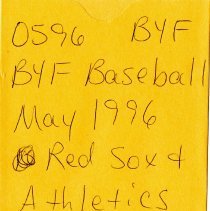 0596 BYF
BYF Baseball
May 1996
Red Sox &
Athletics